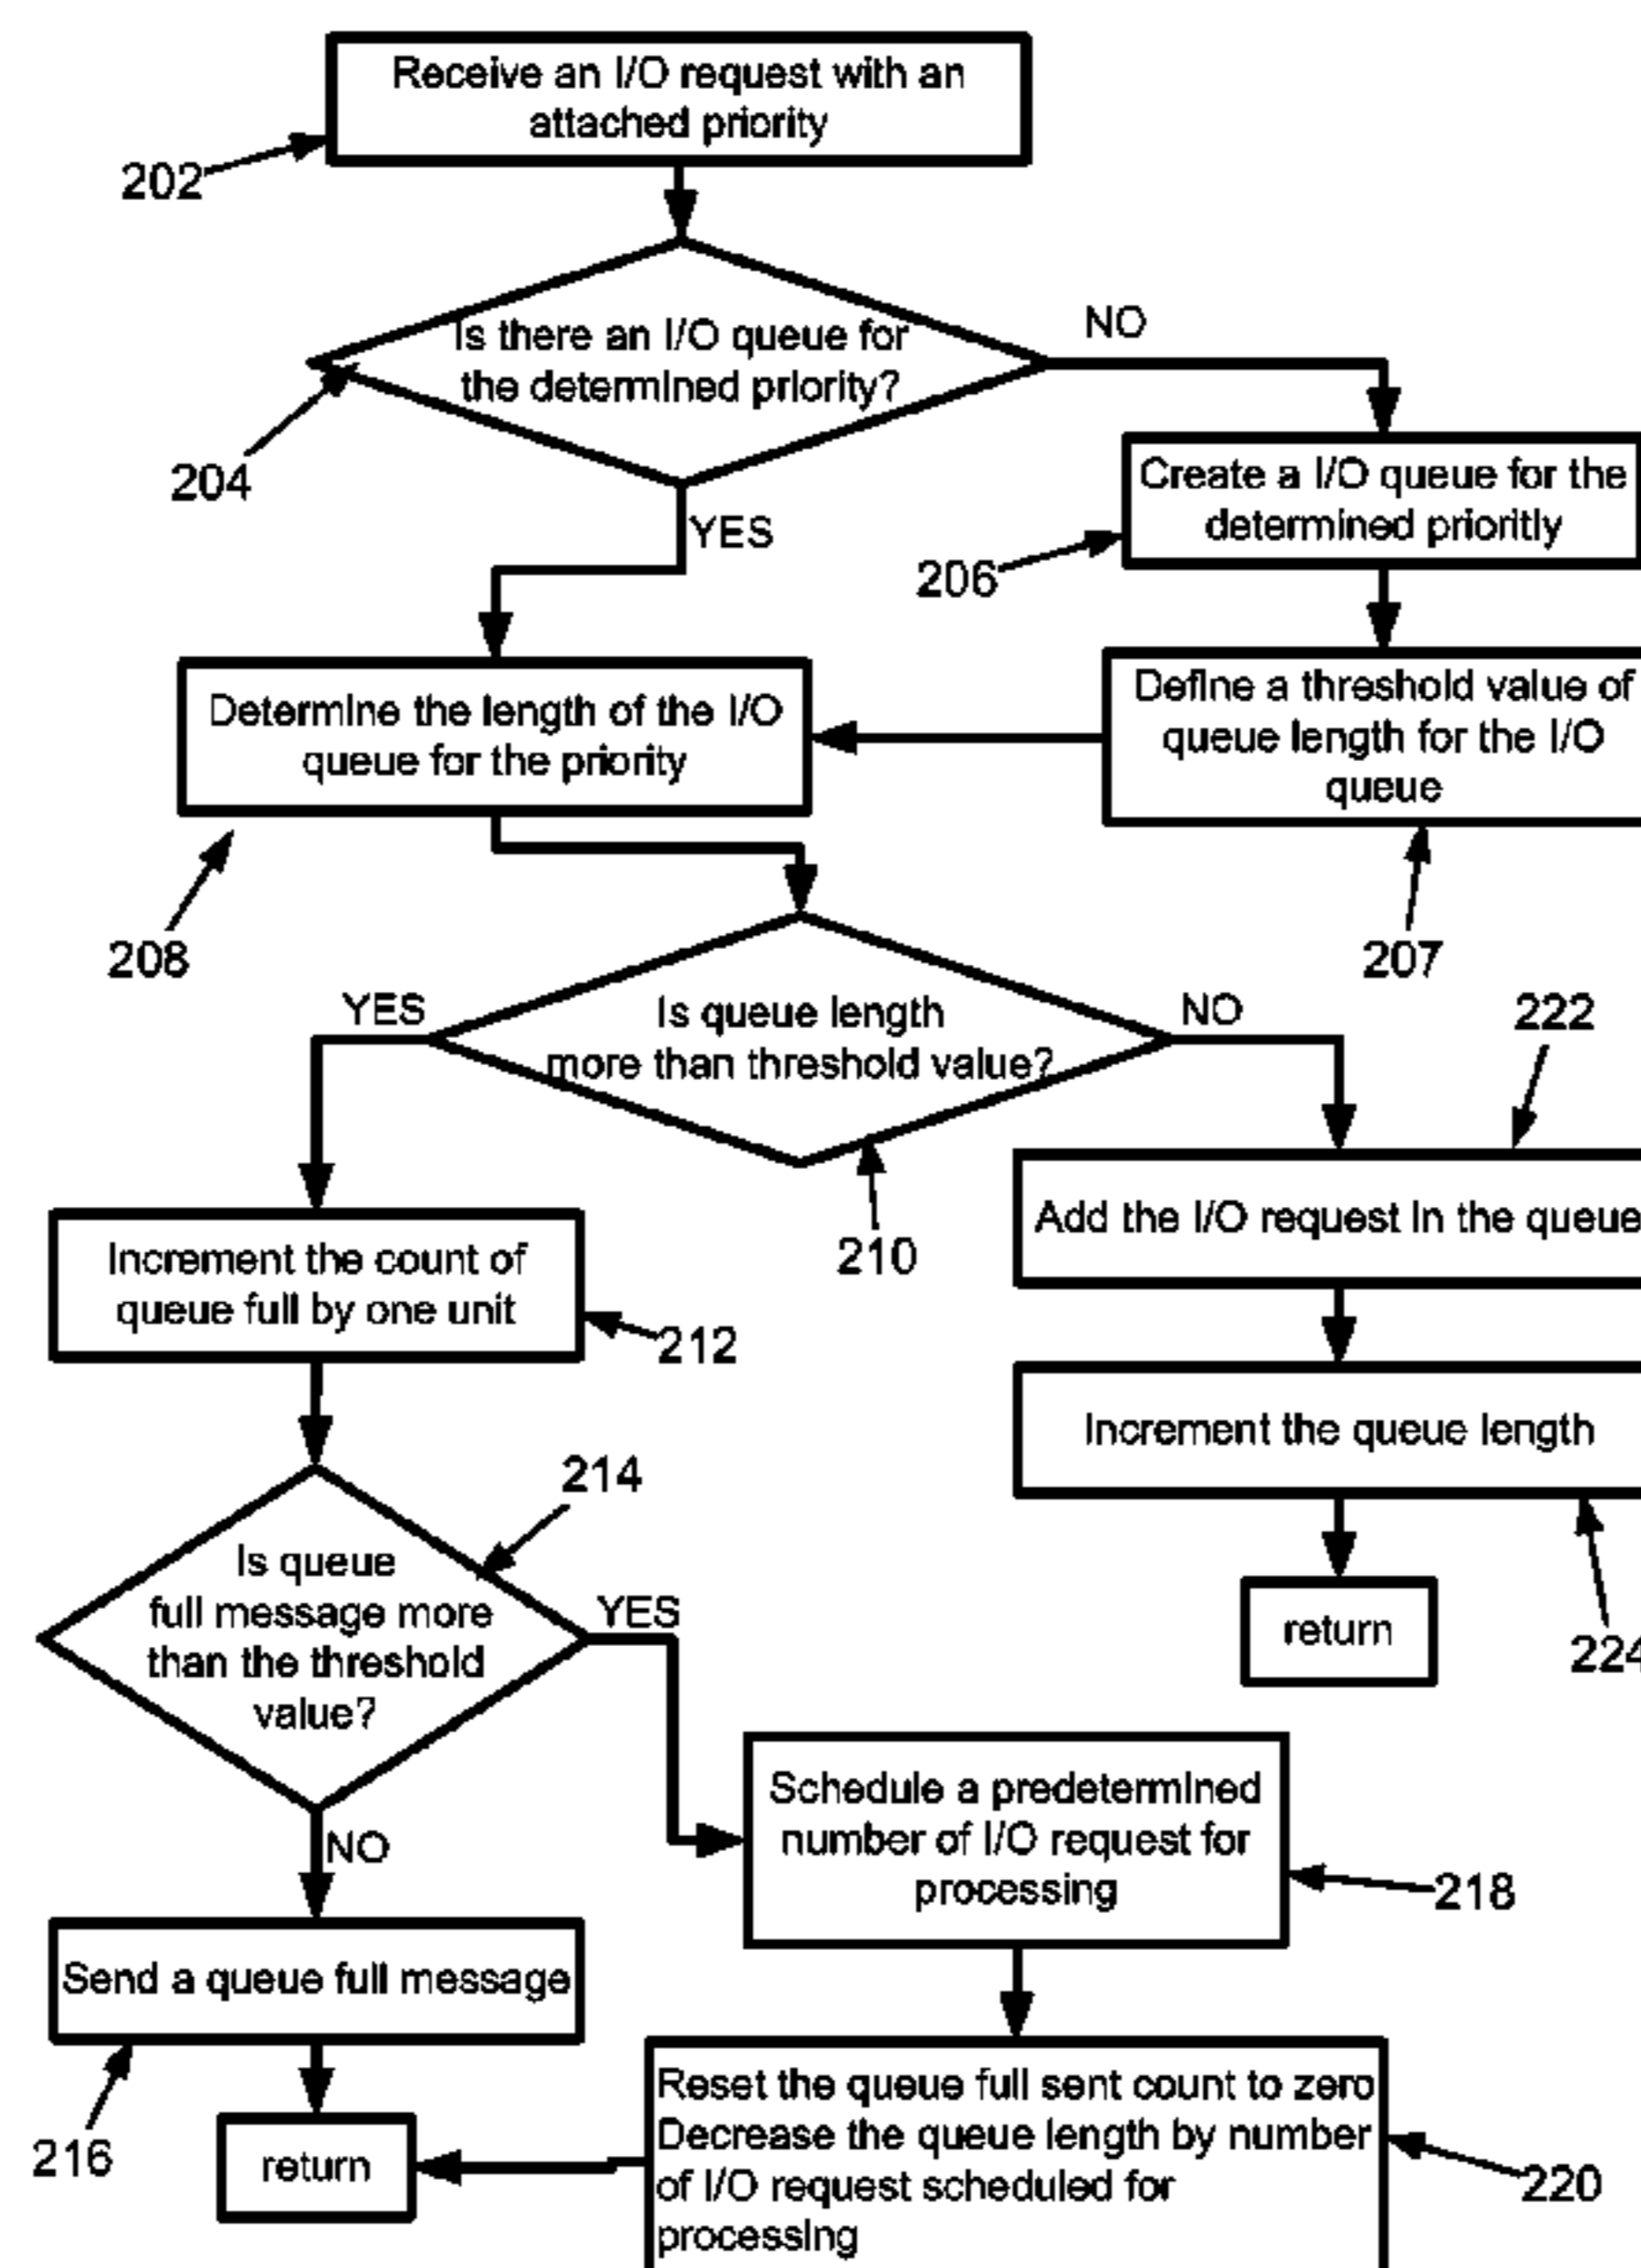 Receive an I/O request with an
attached priority
202
Is there an I/O queue for
the determined priority?
NO
204
YES
Create a I/O queue for the
determined prioritly
206
Determine the length of the I/O
queue for the priority
Define a threshold value of
queue length for the I/O
queue
208
207
YES
Is queue length
more than threshold value?
NO
222
210
Add the I/O request in the queue
Increment the count of
queue full by one unit
212
Increment the queue length
214
Is queue
full message more
than the threshold
value?
YES
return
224
NO
Schedule a predetermined
number of I/O request for
processing
218
Send a queue full message
216
return
Reset the queue full sent count to zero
Decrease the queue length by number
of I/O request scheduled for
processing
220